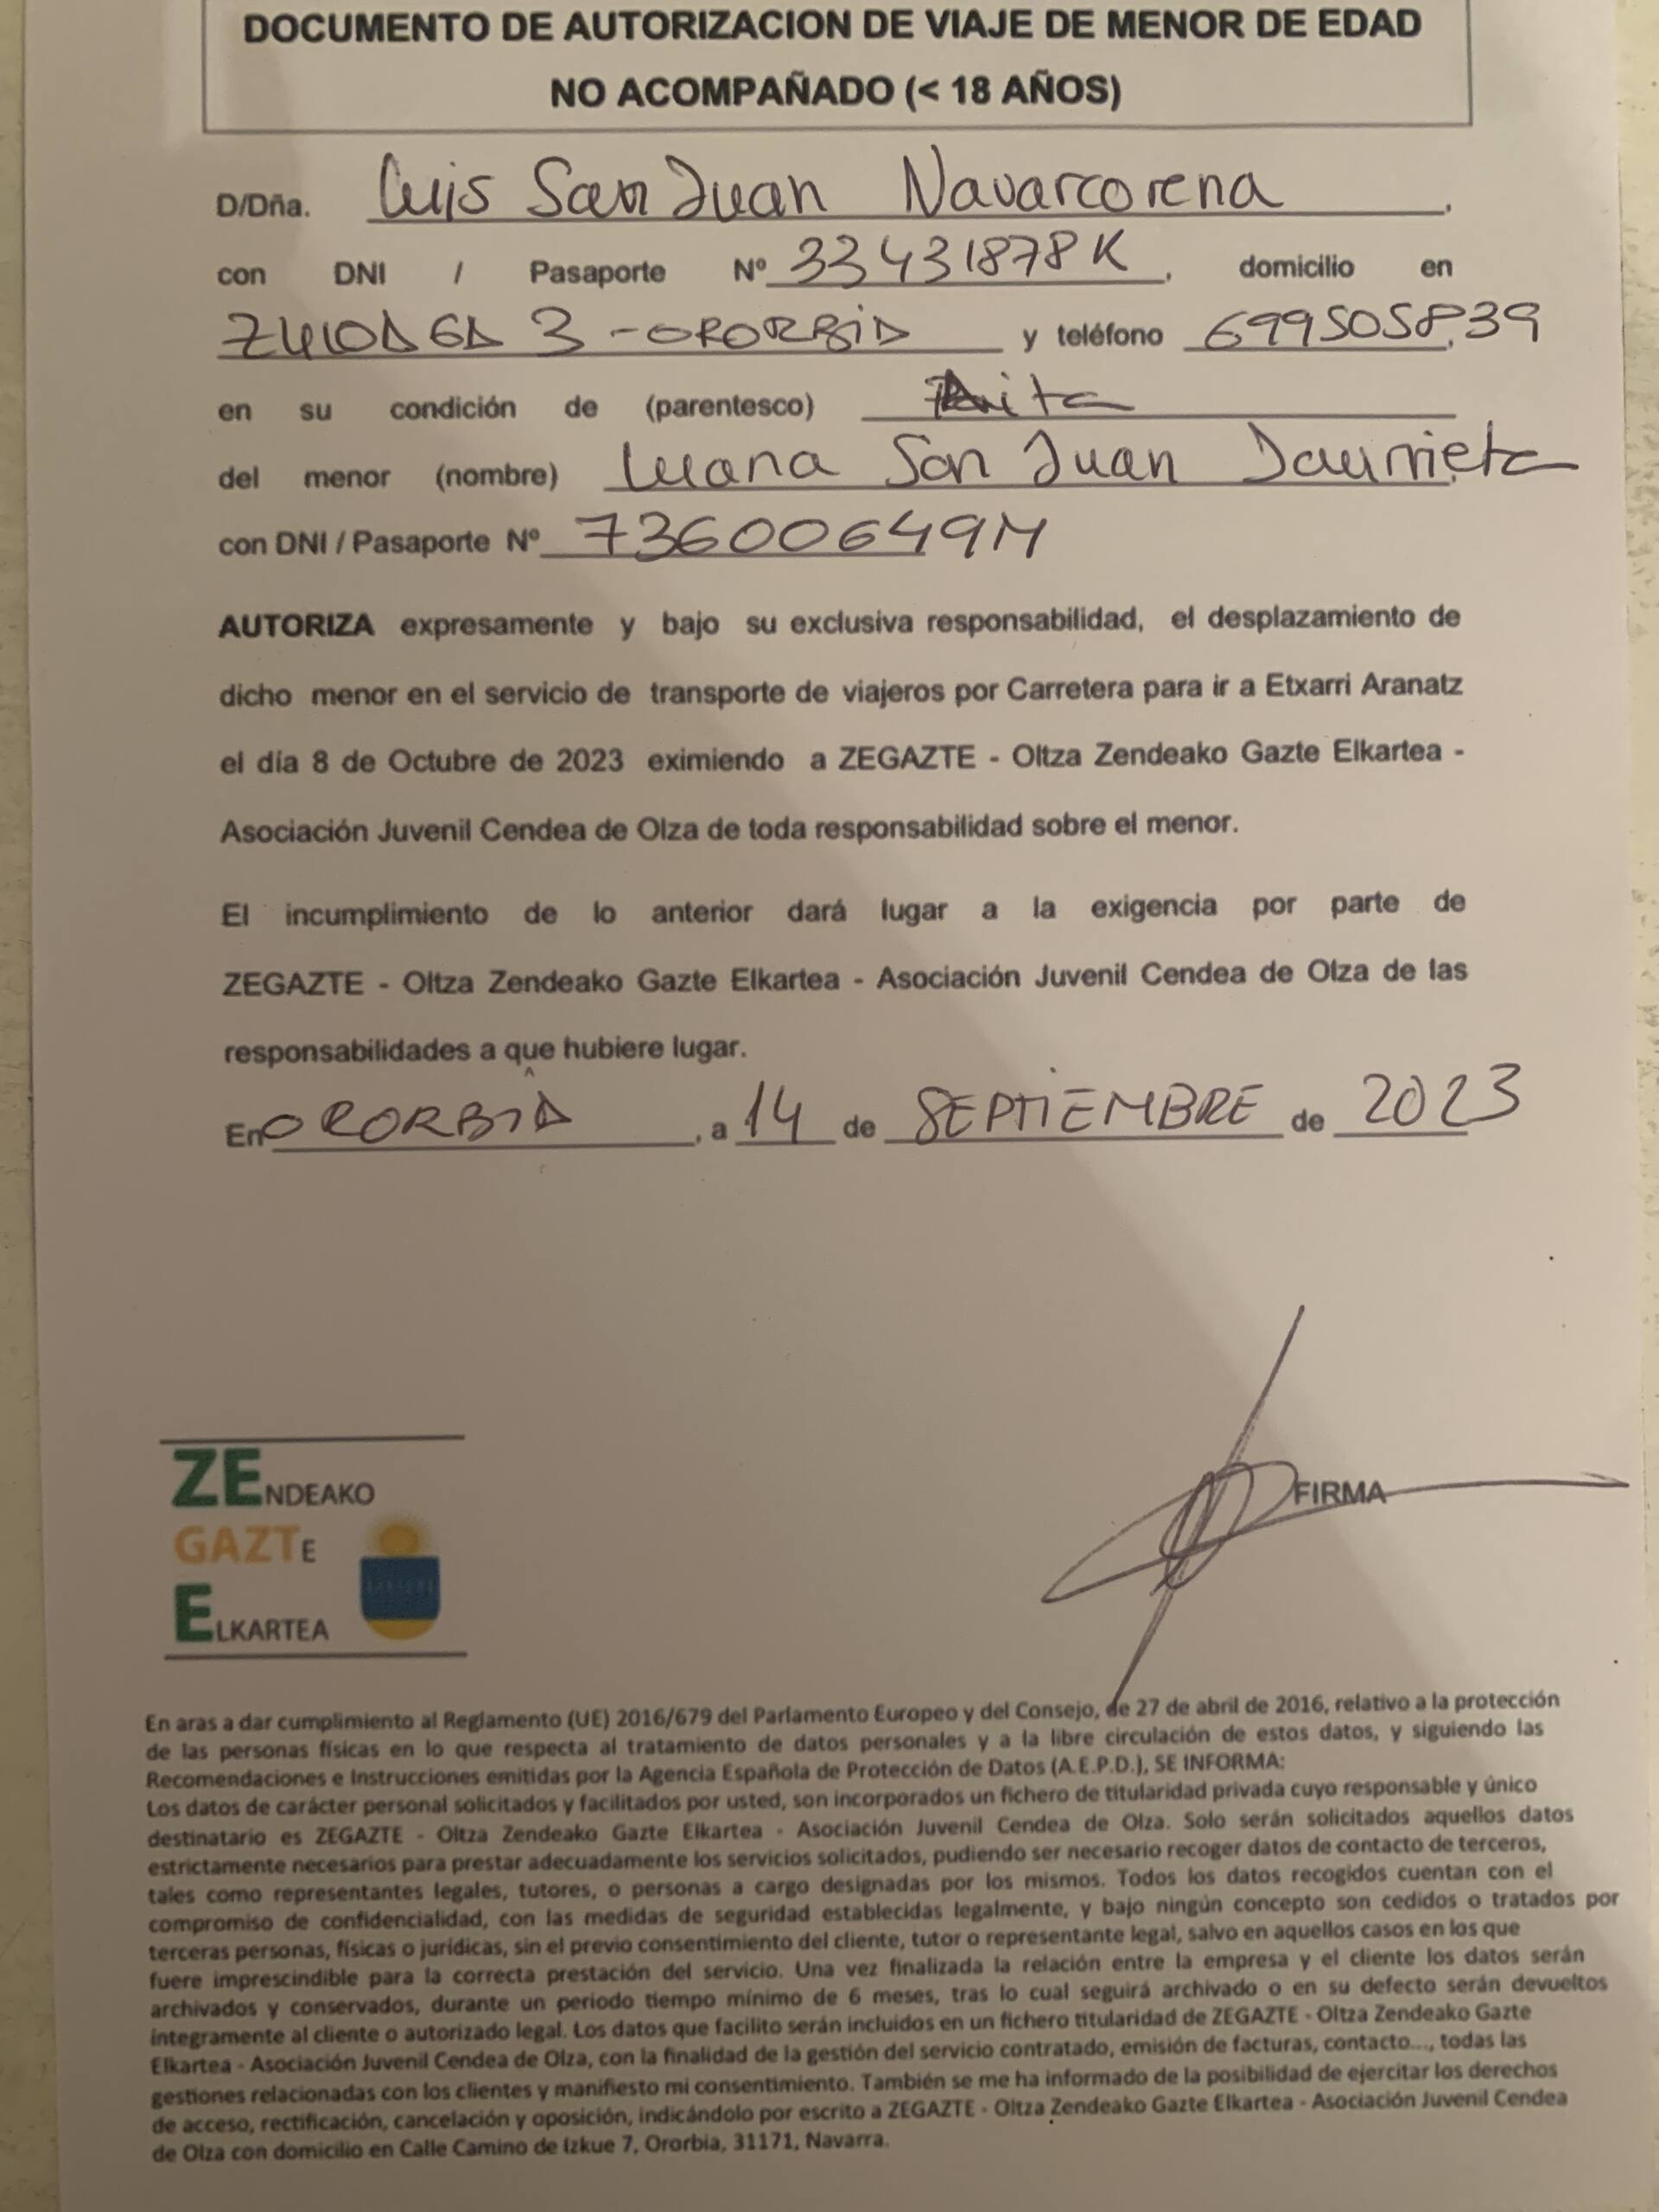 DOCUMENTO DE AUTORIZACION DE VIAJE DE MENOR DE EDAD
NO ACOMPAÑADO (< 18 AÑOS)
D/Dña. Luis San Juan Navarcorena,
con DNI / Pasaporte Nº 33431878K, domicilio en
3 - ORORBIA y teléfono 699505839
en su condición de (parentesco) Aita
del menor (nombre) Luana San Juan Jaurrieta
con DNI / Pasaporte Nº 73600649M
AUTORIZA expresamente y bajo su exclusiva responsabilidad, el desplazamiento de
dicho menor en el servicio de transporte de viajeros por Carretera para ir a Etxarri Aranatz
el día 8 de Octubre de 2023 eximiendo a ZEGAZTE - Oltza Zendeako Gazte Elkartea -
Asociación Juvenil Cendea de Olza de toda responsabilidad sobre el menor.
El incumplimiento de lo anterior dará lugar a la exigencia por parte de
ZEGAZTE - Oltza Zendeako Gazte Elkartea - Asociación Juvenil Cendea de Olza de las
responsabilidades a que hubiere lugar.
En ORORBIA, a 14 de SEPTIEMBRE de 2023
FIRMA
ZENDEAKO
GAZTE
ELKARTEA
En aras a dar cumplimiento al Reglamento (UE) 2016/679 del Parlamento Europeo y del Consejo, de 27 de abril de 2016, relativo a la protección
de las personas físicas en lo que respecta al tratamiento de datos personales y a la libre circulación de estos datos, y siguiendo las
Recomendaciones e Instrucciones emitidas por la Agencia Española de Protección de Datos (A.E.P.D.), SE INFORMA:
Los datos de carácter personal solicitados y facilitados por usted, son incorporados un fichero de titularidad privada cuyo responsable y único
destinatario es ZEGAZTE - Oltza Zendeako Gazte Elkartea - Asociación Juvenil Cendea de Olza. Solo serán solicitados aquellos datos
estrictamente necesarios para prestar adecuadamente los servicios solicitados, pudiendo ser necesario recoger datos de contacto de terceros,
tales como representantes legales, tutores, o personas a cargo designadas por los mismos. Todos los datos recogidos cuentan con el
compromiso de confidencialidad, con las medidas de seguridad establecidas legalmente, y bajo ningún concepto son cedidos o tratados por
terceras personas, físicas o jurídicas, sin el previo consentimiento del cliente, tutor o representante legal, salvo en aquellos casos en los que
fuere imprescindible para la correcta prestación del servicio. Una vez finalizada la relación entre la empresa y el cliente los datos serán
archivados y conservados, durante un periodo tiempo mínimo de 6 meses, tras lo cual seguirá archivado o en su defecto serán devueltos
íntegramente al cliente o autorizado legal. Los datos que facilito serán incluidos en un fichero titularidad de ZEGAZTE - Oltza Zendeako Gazte
Elkartea - Asociación Juvenil Cendea de Olza, con la finalidad de la gestión del servicio contratado, emisión de facturas, contacto..., todas las
gestiones relacionadas con los clientes y manifiesto mi consentimiento. También se me ha informado de la posibilidad de ejercitar los derechos
de acceso, rectificación, cancelación y oposición, indicándolo por escrito a ZEGAZTE - Oltza Zendeako Gazte Elkartea - Asociación Juvenil Cendea
de Olza con domicilio en Calle Camino de Izkue 7, Ororbia, 31171, Navarra.